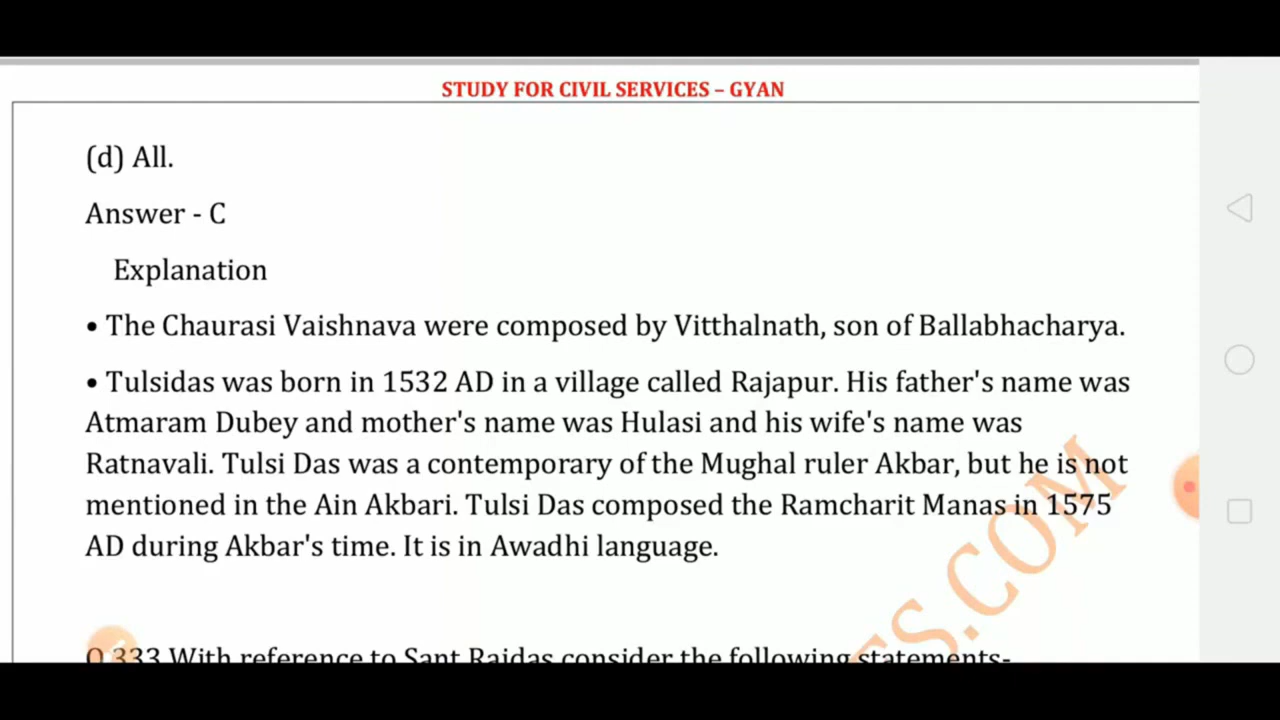 STUDY FOR CIVIL SERVICES – GYAN
(d) All.
Answer - C
Explanation
• The Chaurasi Vaishnava were composed by Vitthalnath, son of Ballabhacharya.
• Tulsidas was born in 1532 AD in a village called Rajapur. His father's name was
Atmaram Dubey and mother's name was Hulasi and his wife's name was
Ratnavali. Tulsi Das was a contemporary of the Mughal ruler Akbar, but he is not
mentioned in the Ain Akbari. Tulsi Das composed the Ramcharit Manas in 1575
AD during Akbar's time. It is in Awadhi language.
ES.COM
Q.333 With reference to Sant Raidas consider the following statements-